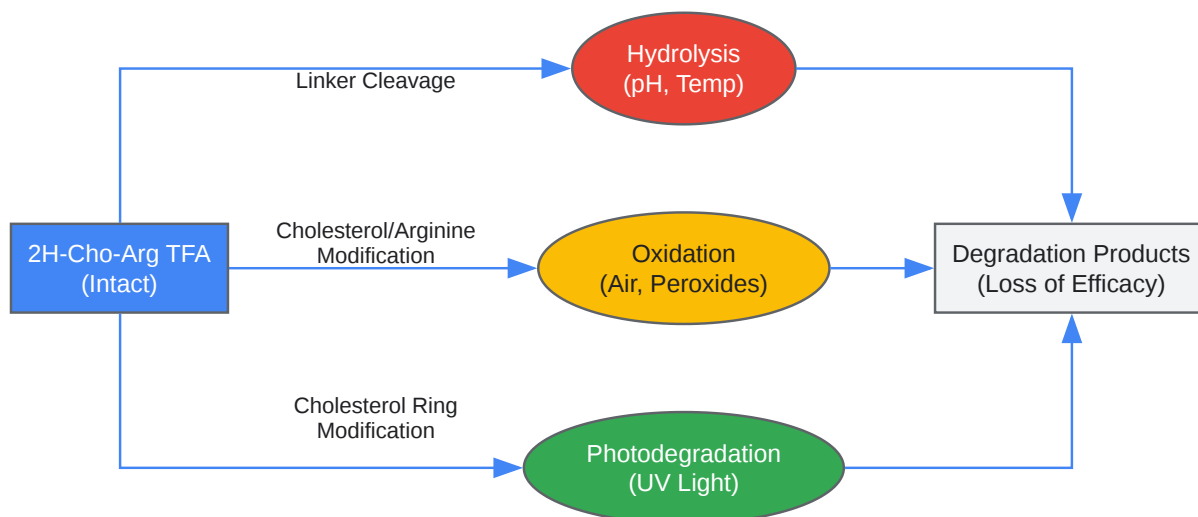 Hydrolysis
(pH, Temp)
Linker Cleavage
2H-Cho-Arg TFA
(Intact)
Cholesterol/Arginine
Modification
Oxidation
(Air, Peroxides)
Degradation Products
(Loss of Efficacy)
Cholesterol Ring
Modification
Photodegradation
(UV Light)